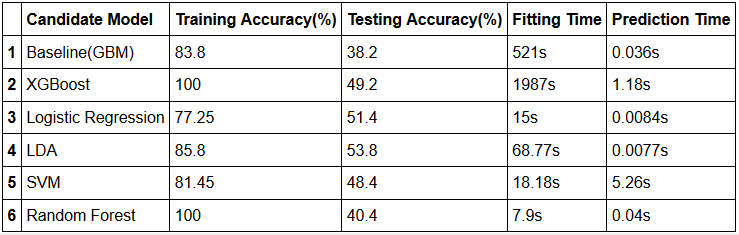 Candidate Model Training Accuracy(%) Testing Accuracy(%) Fitting Time Prediction Time
1 Baseline(GBM) 83.8 38.2 521s 0.036s
2 XGBoost 100 49.2 1987s 1.18s
3 Logistic Regression 77.25 51.4 15s 0.0084s
4 LDA 85.8 53.8 68.77s 0.0077s
5 SVM 81.45 48.4 18.18s 5.26s
6 Random Forest 100 40.4 7.9s 0.04s